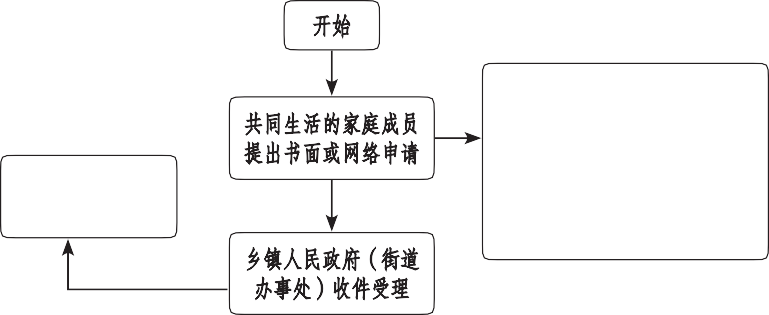 开始
共同生活的家庭成员
提出书面或网络申请
乡镇人民政府（街道
办事处）收件受理